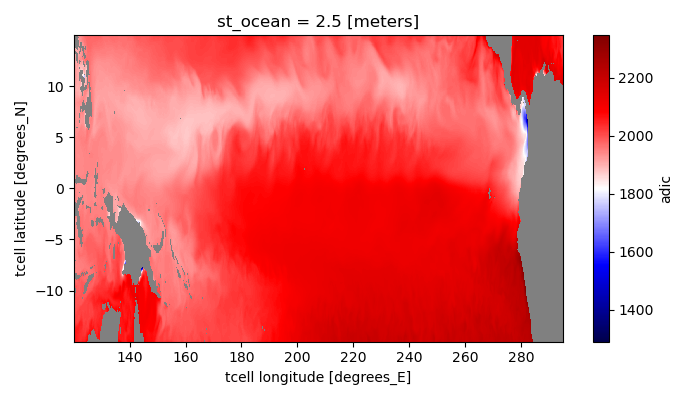 st_ocean = 2.5 [meters]
10
5
0
−5
−10
tcell latitude [degrees_N]
140 160 180 200 220 240 260 280
tcell longitude [degrees_E]
2200
2000
1800
1600
1400
adic